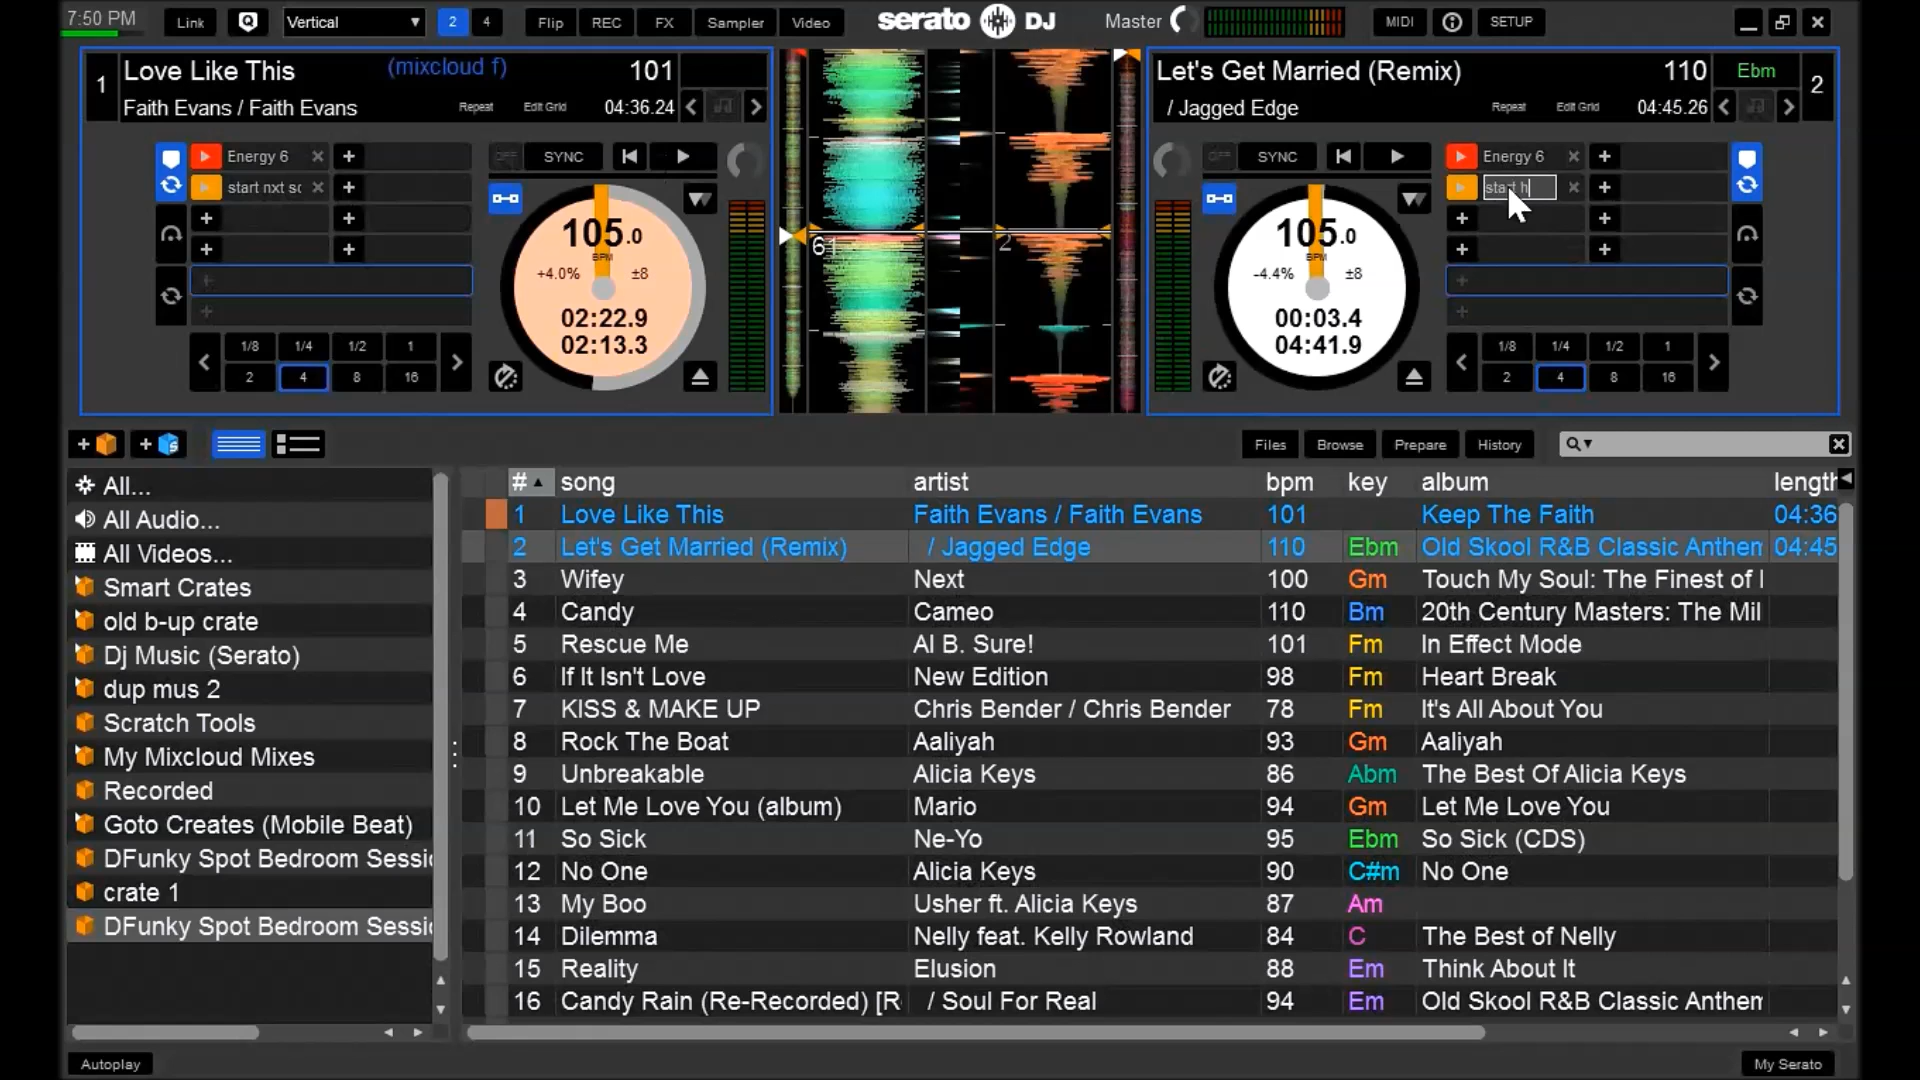 7:50 PM
Link
Vertical
2
4
Flip
REC
FX
Sampler
Video
serato DJ
Master
MIDI
SETUP
1
Love Like This
(mixcloud f)
101
Faith Evans / Faith Evans
Repeat
Edit Grid
04:36.24
Energy 6
start nxt sc
SYNC
105.0
BPM
+4.0%
±8
02:22.9
02:13.3
1/8
1/4
1/2
1
2
4
8
16
61
2
Let's Get Married (Remix)
110
Ebm
2
/ Jagged Edge
Repeat
Edit Grid
04:45.26
SYNC
105.0
BPM
-4.4%
±8
00:03.4
04:41.9
Energy 6
start h
1/8
1/4
1/2
1
2
4
8
16
Files
Browse
Prepare
History
All...
All Audio...
All Videos...
Smart Crates
old b-up crate
Dj Music (Serato)
dup mus 2
Scratch Tools
My Mixcloud Mixes
Recorded
Goto Creates (Mobile Beat)
DFunky Spot Bedroom Sessi
crate 1
DFunky Spot Bedroom Sessi
# song artist bpm key album length
1 Love Like This Faith Evans / Faith Evans 101 Keep The Faith 04:36
2 Let's Get Married (Remix) / Jagged Edge 110 Ebm Old Skool R&B Classic Anthem 04:45
3 Wifey Next 100 Gm Touch My Soul: The Finest of
4 Candy Cameo 110 Bm 20th Century Masters: The Mil
5 Rescue Me Al B. Sure! 101 Fm In Effect Mode
6 If It Isn't Love New Edition 98 Fm Heart Break
7 KISS & MAKE UP Chris Bender / Chris Bender 78 Fm It's All About You
8 Rock The Boat Aaliyah 93 Gm Aaliyah
9 Unbreakable Alicia Keys 86 Abm The Best Of Alicia Keys
10 Let Me Love You (album) Mario 94 Gm Let Me Love You
11 So Sick Ne-Yo 95 Ebm So Sick (CDS)
12 No One Alicia Keys 90 C#m No One
13 My Boo Usher ft. Alicia Keys 87 Am
14 Dilemma Nelly feat. Kelly Rowland 84 C The Best of Nelly
15 Reality Elusion 88 Em Think About It
16 Candy Rain (Re-Recorded) [R / Soul For Real 94 Em Old Skool R&B Classic Anthem
Autoplay
My Serato